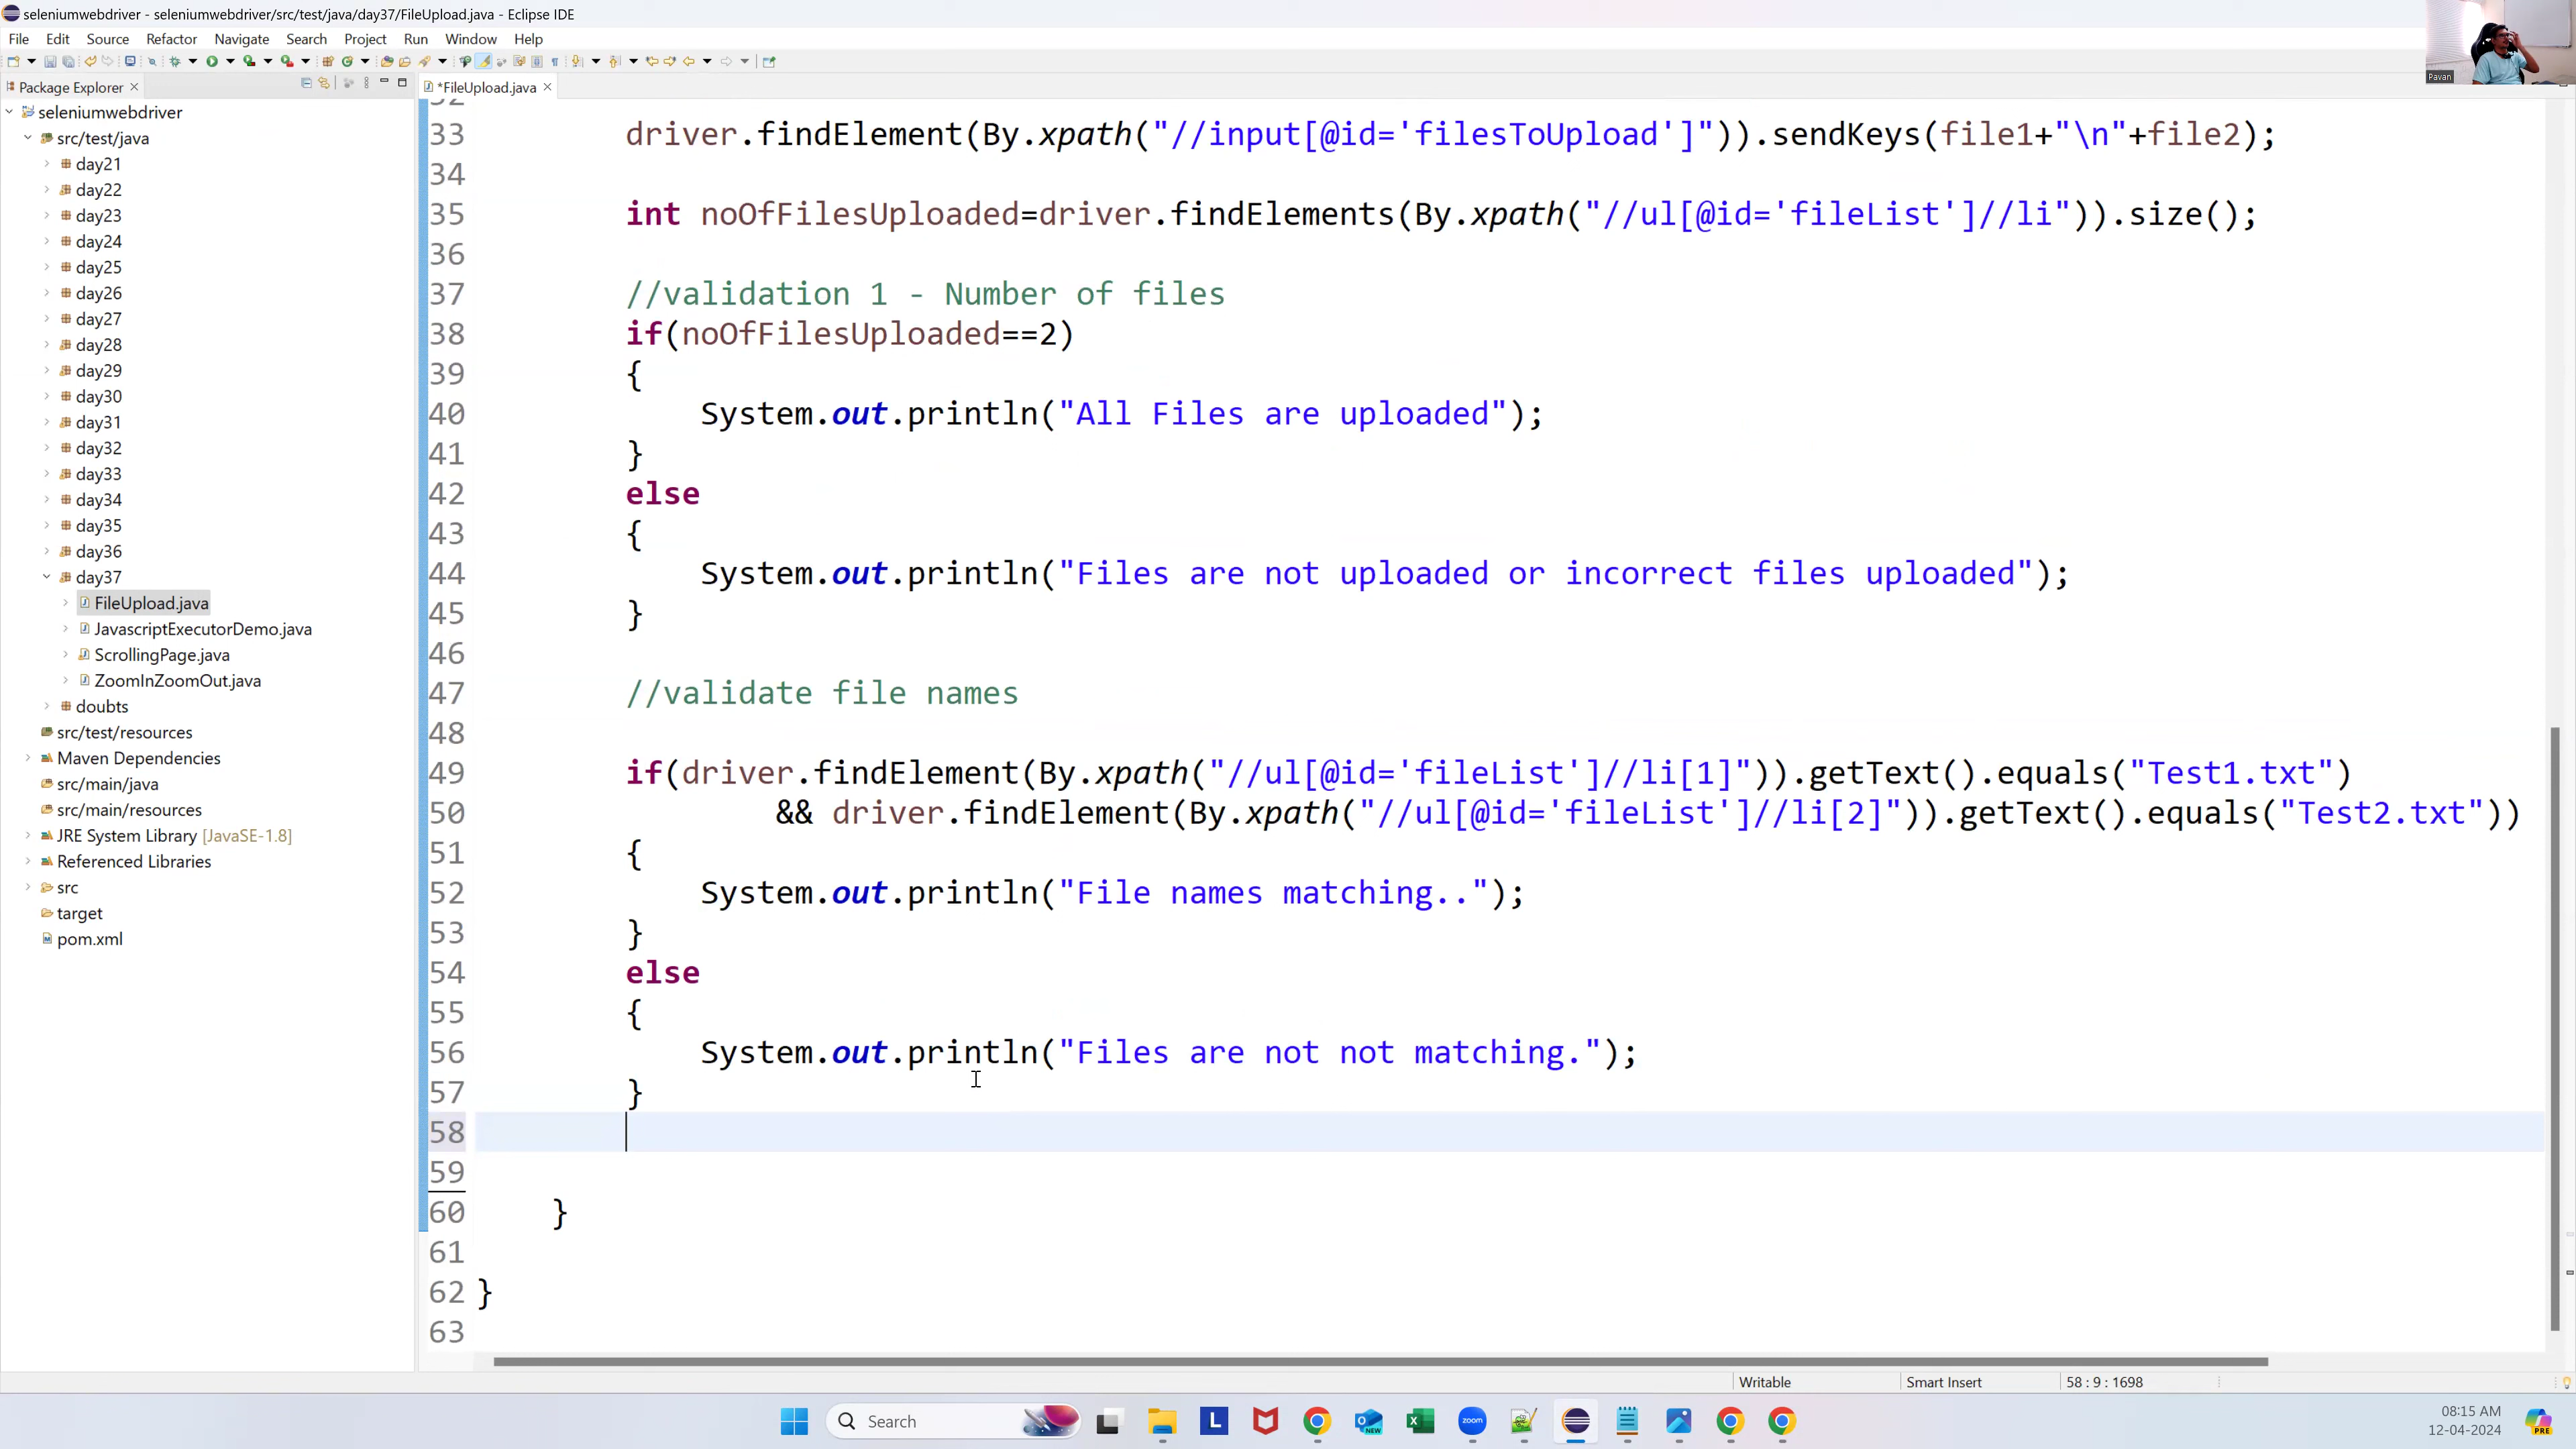 seleniumwebdriver - seleniumwebdriver/src/test/java/day37/FileUpload.java - Eclipse IDE
File Edit Source Refactor Navigate Search Project Run Window Help
Pavan
Package Explorer
*FileUpload.java
seleniumwebdriver
src/test/java
day21
day22
day23
day24
day25
day26
day27
day28
day29
day30
day31
day32
day33
day34
day35
day36
day37
FileUpload.java
JavascriptExecutorDemo.java
ScrollingPage.java
ZoomInZoomOut.java
doubts
src/test/resources
Maven Dependencies
src/main/java
src/main/resources
JRE System Library [JavaSE-1.8]
Referenced Libraries
src
target
pom.xml
32
33 driver.findElement(By.xpath("//input[@id='filesToUpload']")).sendKeys(file1+"\n"+file2);
34
35 int noOfFilesUploaded=driver.findElements(By.xpath("//ul[@id='fileList']//li")).size();
36
37 //validation 1 - Number of files
38 if(noOfFilesUploaded==2)
39 {
40 System.out.println("All Files are uploaded");
41 }
42 else
43 {
44 System.out.println("Files are not uploaded or incorrect files uploaded");
45 }
46
47 //validate file names
48
49 if(driver.findElement(By.xpath("//ul[@id='fileList']//li[1]")).getText().equals("Test1.txt")
50 && driver.findElement(By.xpath("//ul[@id='fileList']//li[2]")).getText().equals("Test2.txt"))
51 {
52 System.out.println("File names matching..");
53 }
54 else
55 {
56 System.out.println("Files are not not matching.");
57 }
58
59
60 }
61
62 }
63
Writable Smart Insert 58 : 9 : 1698
Search
L
NEW
zoom
PRE
08:15 AM
12-04-2024